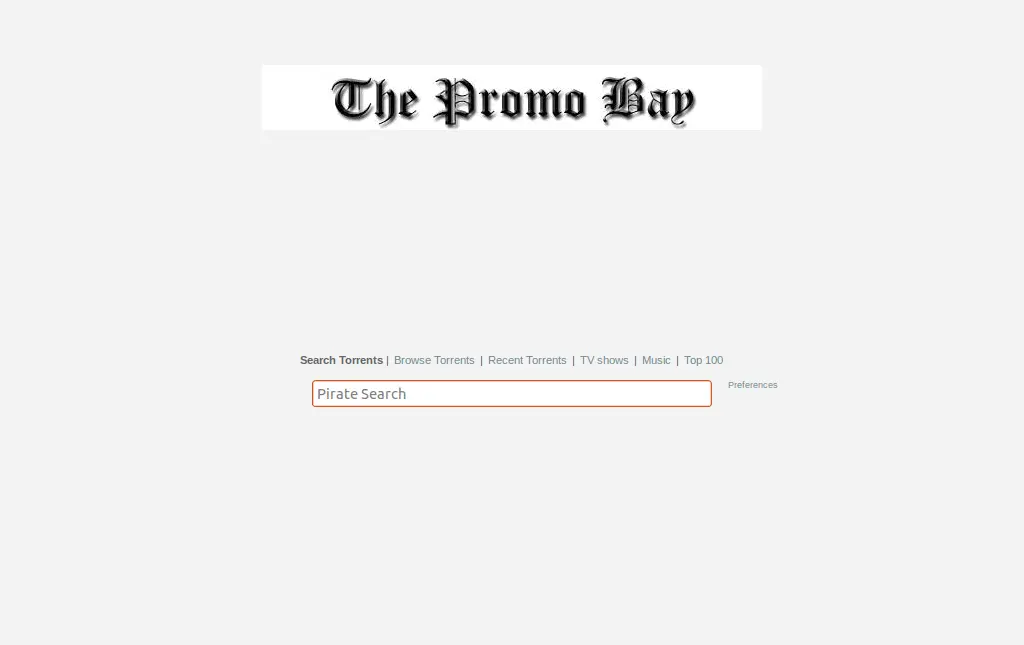 The Promo Bay
Search Torrents | Browse Torrents | Recent Torrents | TV shows | Music | Top 100
Pirate Search
Preferences